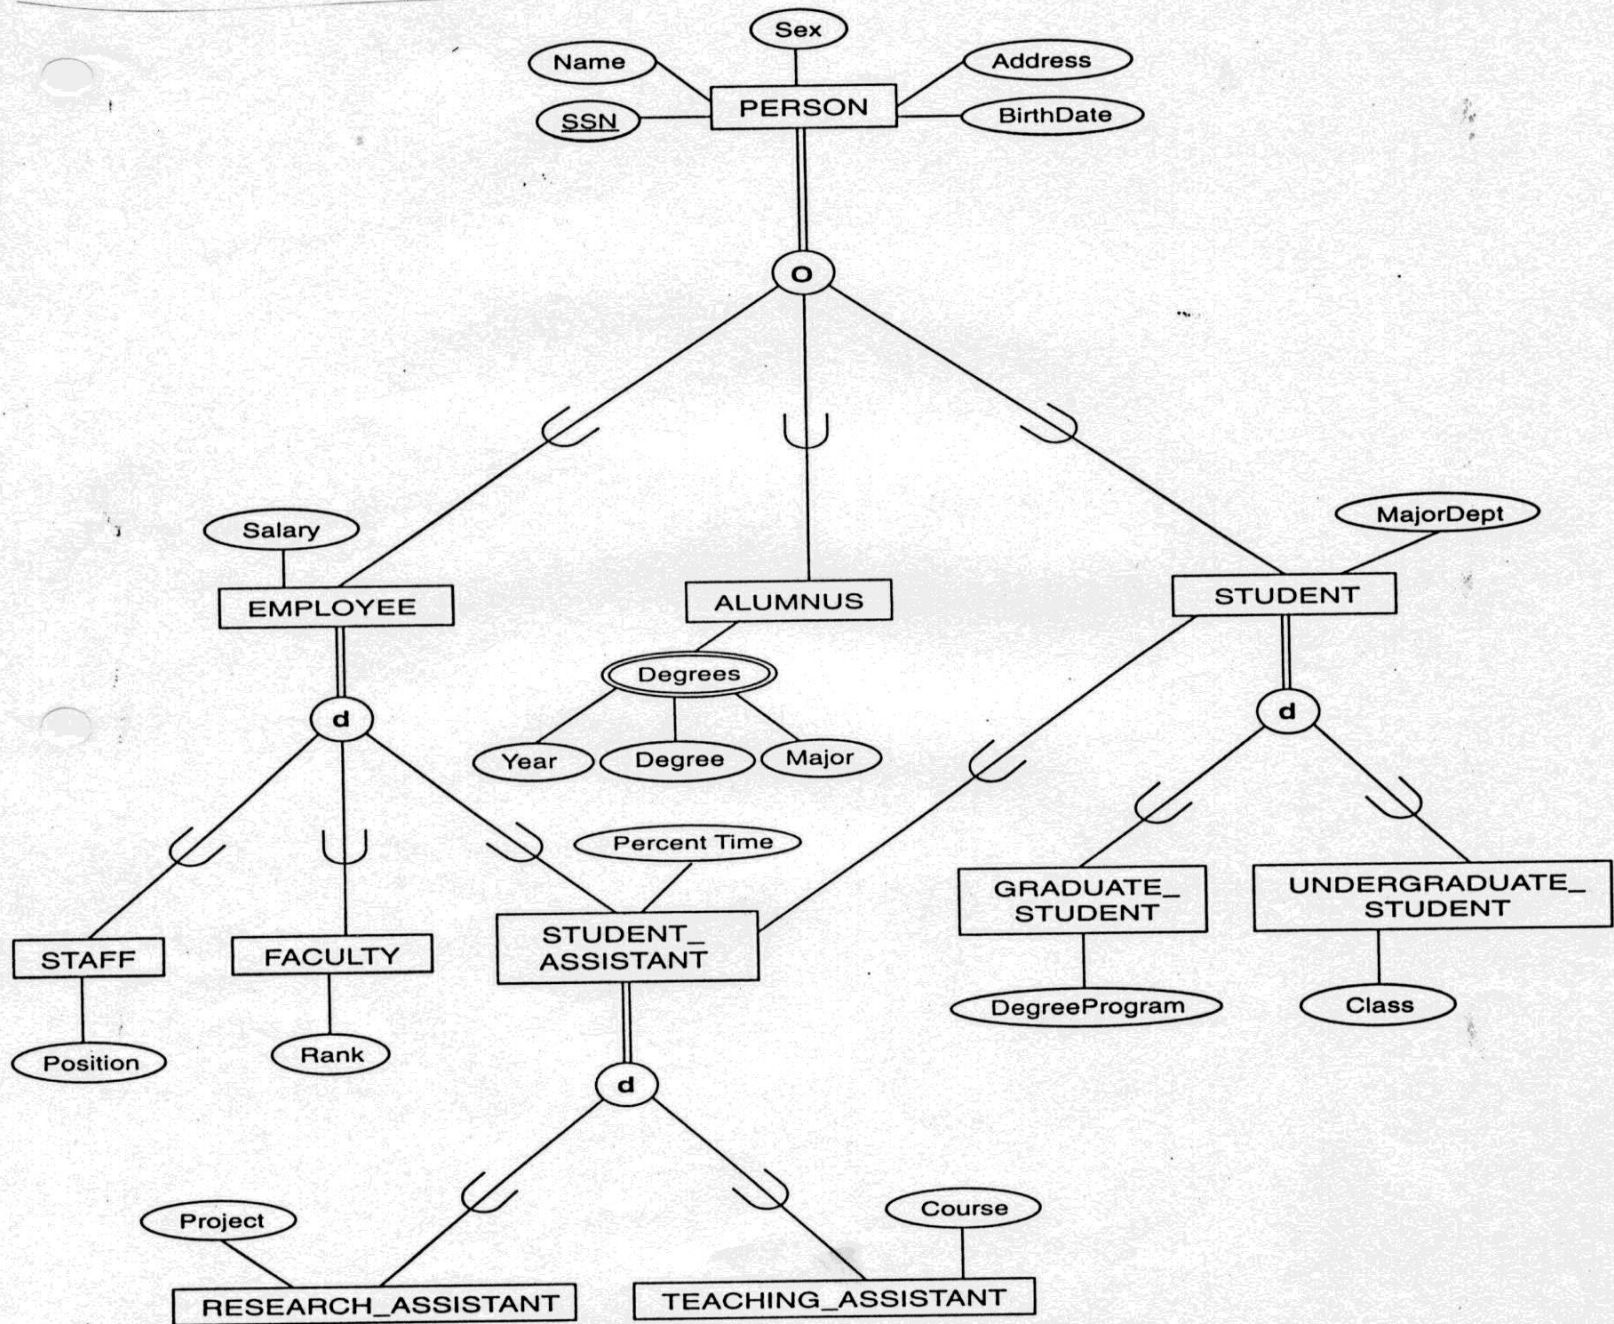 Sex
Name
Address
PERSON
SSN
BirthDate
O
MajorDept
Salary
EMPLOYEE
ALUMNUS
STUDENT
Degrees
d
d
Year
Degree
Major
Percent Time
GRADUATE_
STUDENT
UNDERGRADUATE_
STUDENT
STUDENT_
ASSISTANT
STAFF
FACULTY
DegreeProgram
Class
Position
Rank
d
Project
Course
RESEARCH_ASSISTANT
TEACHING_ASSISTANT